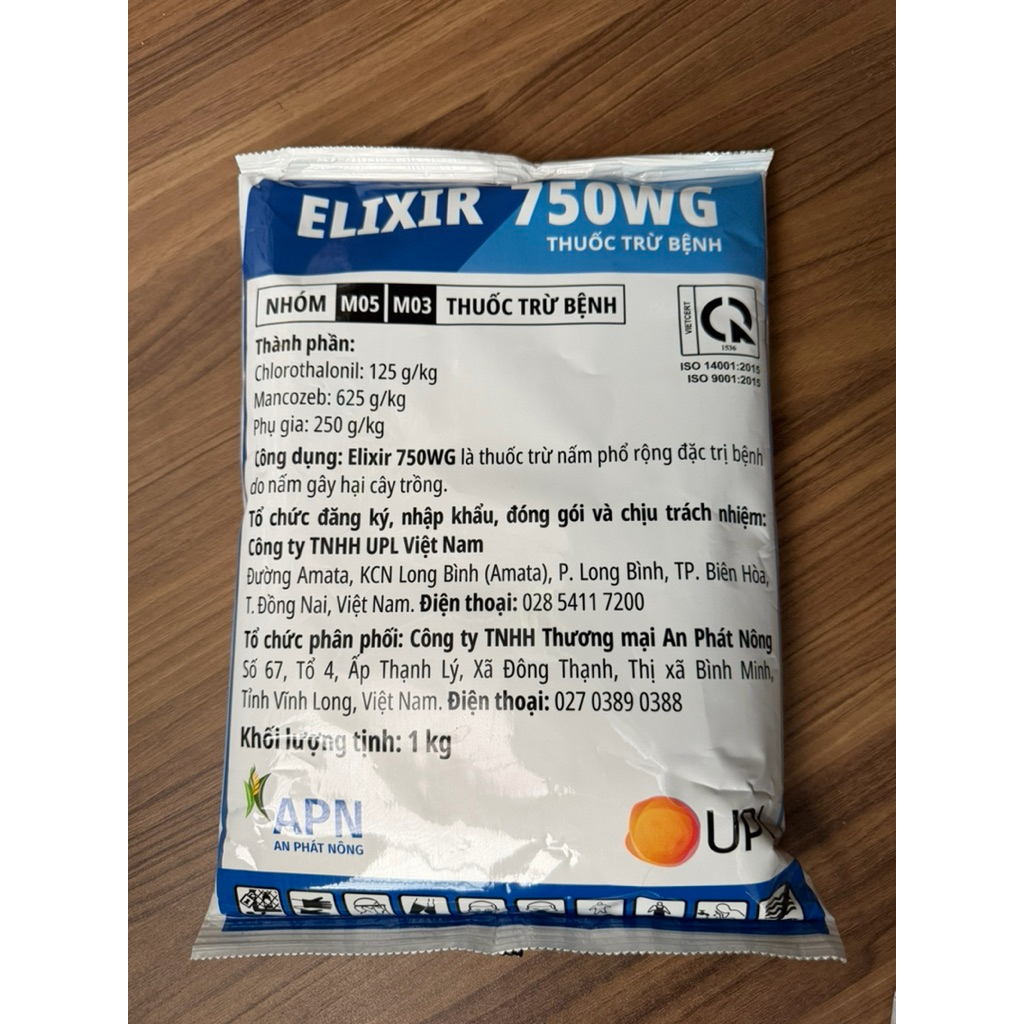 ELIXIR 750WG
THUỐC TRỪ BỆNH
NHÓM M05 M03 THUỐC TRỪ BỆNH
VIETCERT
1536
ISO 14001:2015
ISO 9001:2015
Thành phần:
Chlorothalonil: 125 g/kg
Mancozeb: 625 g/kg
Phụ gia: 250 g/kg
Công dụng: Elixir 750WG là thuốc trừ nấm phổ rộng đặc trị bệnh
do nấm gây hại cây trồng.
Tổ chức đăng ký, nhập khẩu, đóng gói và chịu trách nhiệm:
Công ty TNHH UPL Việt Nam
Đường Amata, KCN Long Bình (Amata), P. Long Bình, TP. Biên Hòa,
T. Đồng Nai, Việt Nam. Điện thoại: 028 5411 7200
Tổ chức phân phối: Công ty TNHH Thương mại An Phát Nông
Số 67, Tổ 4, Ấp Thạnh Lý, Xã Đông Thạnh, Thị xã Bình Minh,
Tỉnh Vĩnh Long, Việt Nam. Điện thoại: 027 0389 0388
Khối lượng tịnh: 1 kg
APN
AN PHÁT NÔNG
UPL